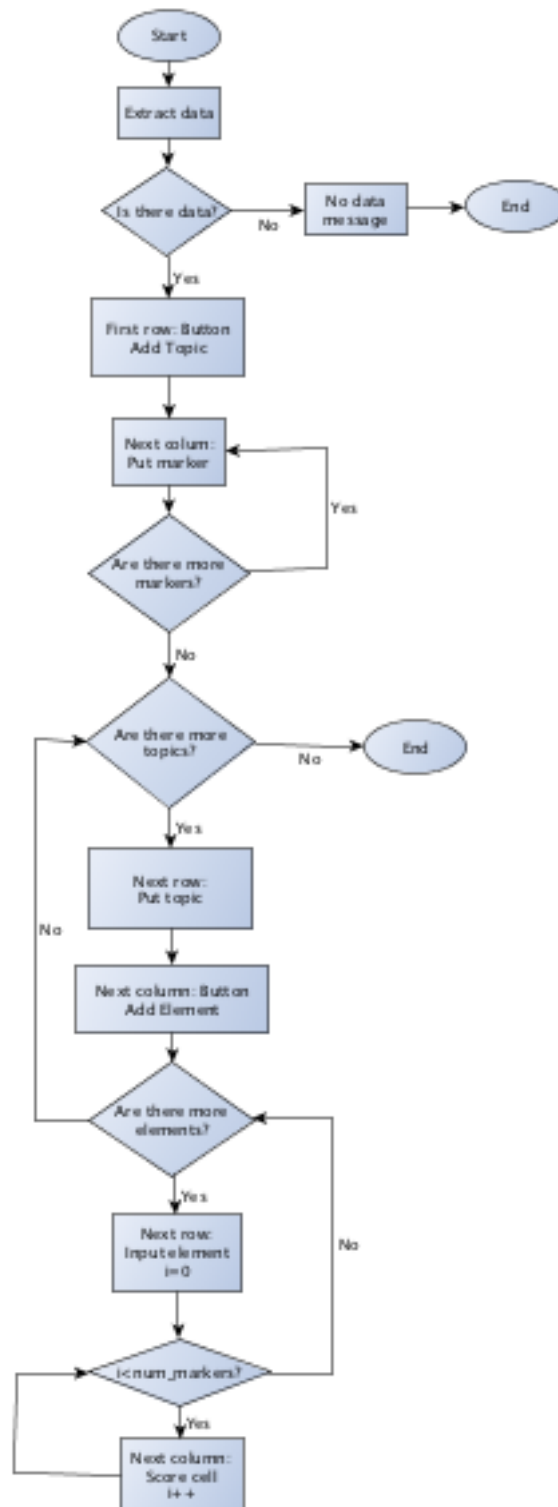 Start
Extract data
Is there data?
No
No data
message
End
Yes
First row: Button
Add Topic
Next colum:
Put marker
Yes
Are there more
markers?
No
Are there more
topics?
No
End
Yes
Next row:
Put topic
No
Next column: Button
Add Element
Are there more
elements?
Yes
Next row:
Input element
i=0
No
i<num_markers?
Yes
Next column:
Score cell
i++